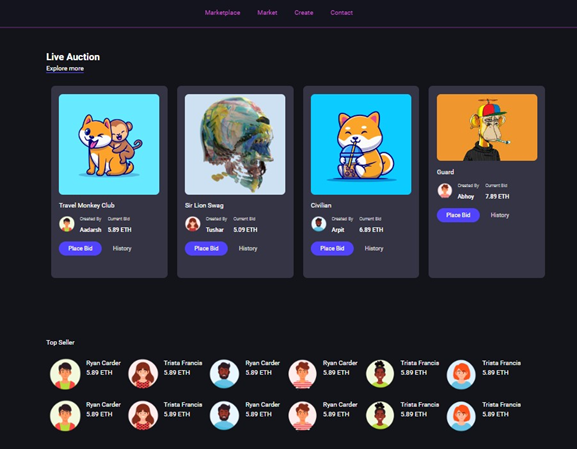 Marketplace Market Create Contact
Live Auction
Explore more
Travel Monkey Club
Created By Current Bid
Aadarsh 5.89 ETH
Place Bid History
Sir Lion Swag
Created By Current Bid
Tushar 5.09 ETH
Place Bid History
Civilian
Created By Current Bid
Arpit 6.89 ETH
Place Bid History
Guard
Created By Current Bid
Abhoy 7.89 ETH
Place Bid History
Top Seller
Ryan Carder Trista Francis Ryan Carder Ryan Carder Trista Francis Trista Francis
5.89 ETH 5.89 ETH 5.89 ETH 5.89 ETH 5.89 ETH 5.89 ETH
Ryan Carder Trista Francis Ryan Carder Ryan Carder Trista Francis Trista Francis
5.89 ETH 5.89 ETH 5.89 ETH 5.89 ETH 5.89 ETH 5.89 ETH